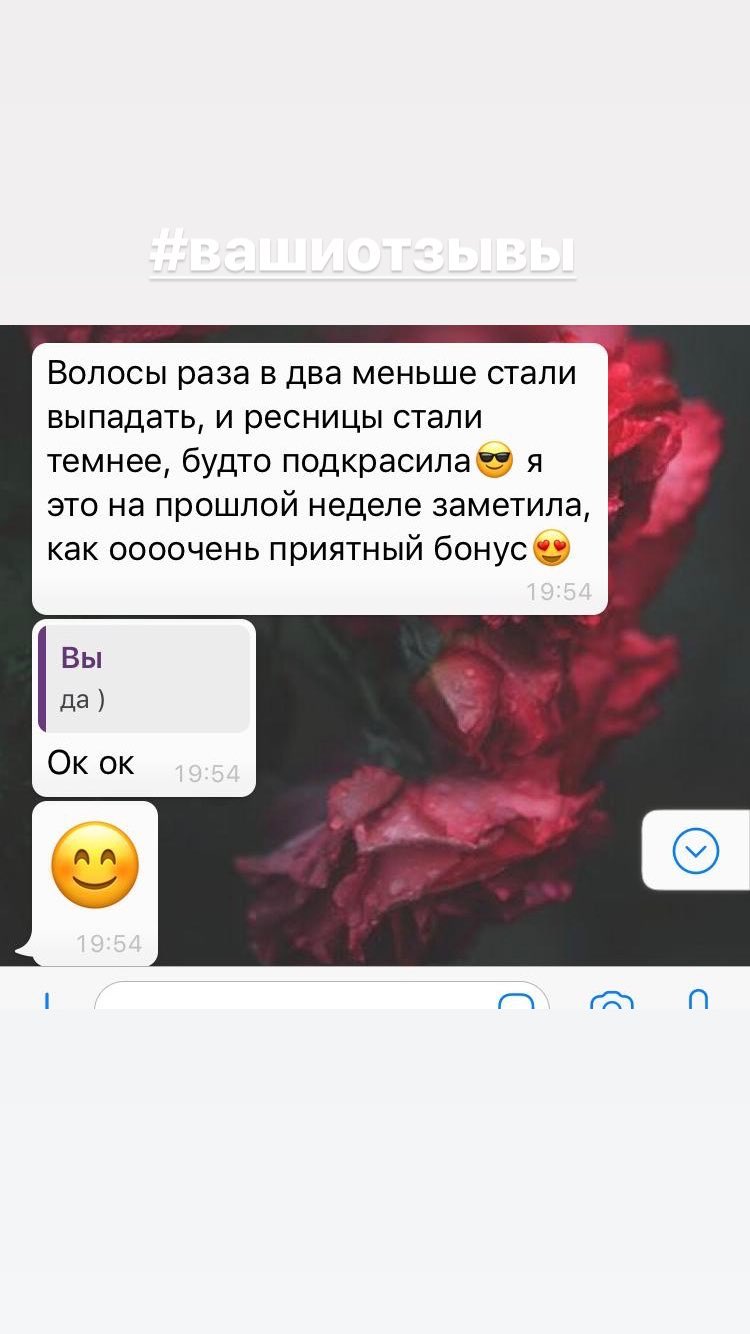 #вашиотзывы
Волосы раза в два меньше стали
выпадать, и ресницы стали
темнее, будто подкрасила😎 я
это на прошлой неделе заметила,
как оооочень приятный бонус😍
19:54
Вы
да )
Ок ок 19:54
😊
19:54